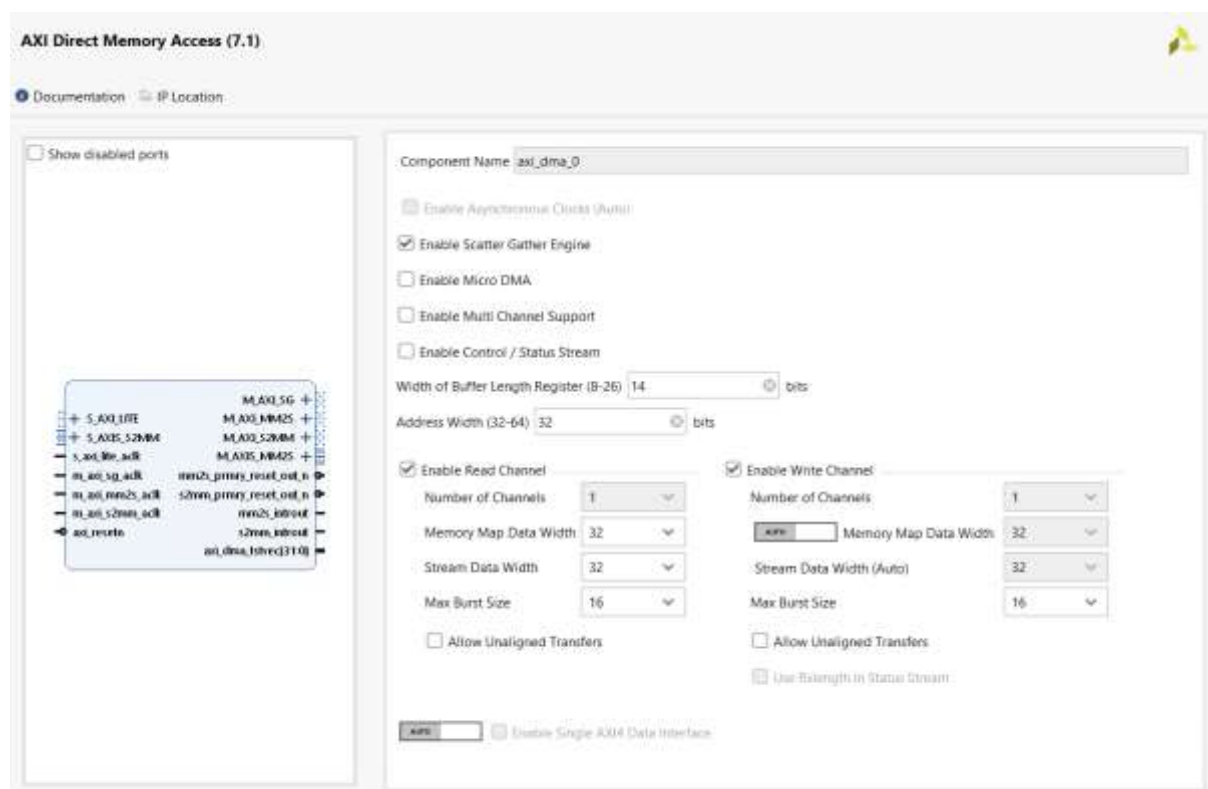 AXI Direct Memory Access (7.1)
Documentation IP Location
Show disabled ports
M_AXI_SG
S_AXI_LITE M_AXI_MM2S
S_AXIS_S2MM M_AXI_S2MM
s_axi_lite_aclk M_AXIS_MM2S
m_axi_sg_aclk mm2s_prmry_reset_out_n
m_axi_mm2s_aclk s2mm_prmry_reset_out_n
m_axi_s2mm_aclk mm2s_introut
axi_resetn s2mm_introut
axi_dma_tstvec[31:0]
Component Name axi_dma_0
Enable Asynchronous Clocks (Auto)
Enable Scatter Gather Engine
Enable Micro DMA
Enable Multi Channel Support
Enable Control / Status Stream
Width of Buffer Length Register (8-26) 14 bits
Address Width (32-64) 32 bits
Enable Read Channel
Number of Channels 1
Memory Map Data Width 32
Stream Data Width 32
Max Burst Size 16
Allow Unaligned Transfers
Enable Write Channel
Number of Channels 1
AUTO Memory Map Data Width 32
Stream Data Width (Auto) 32
Max Burst Size 16
Allow Unaligned Transfers
Use Rxlength In Status Stream
AUTO Enable Single AXI4 Data Interface